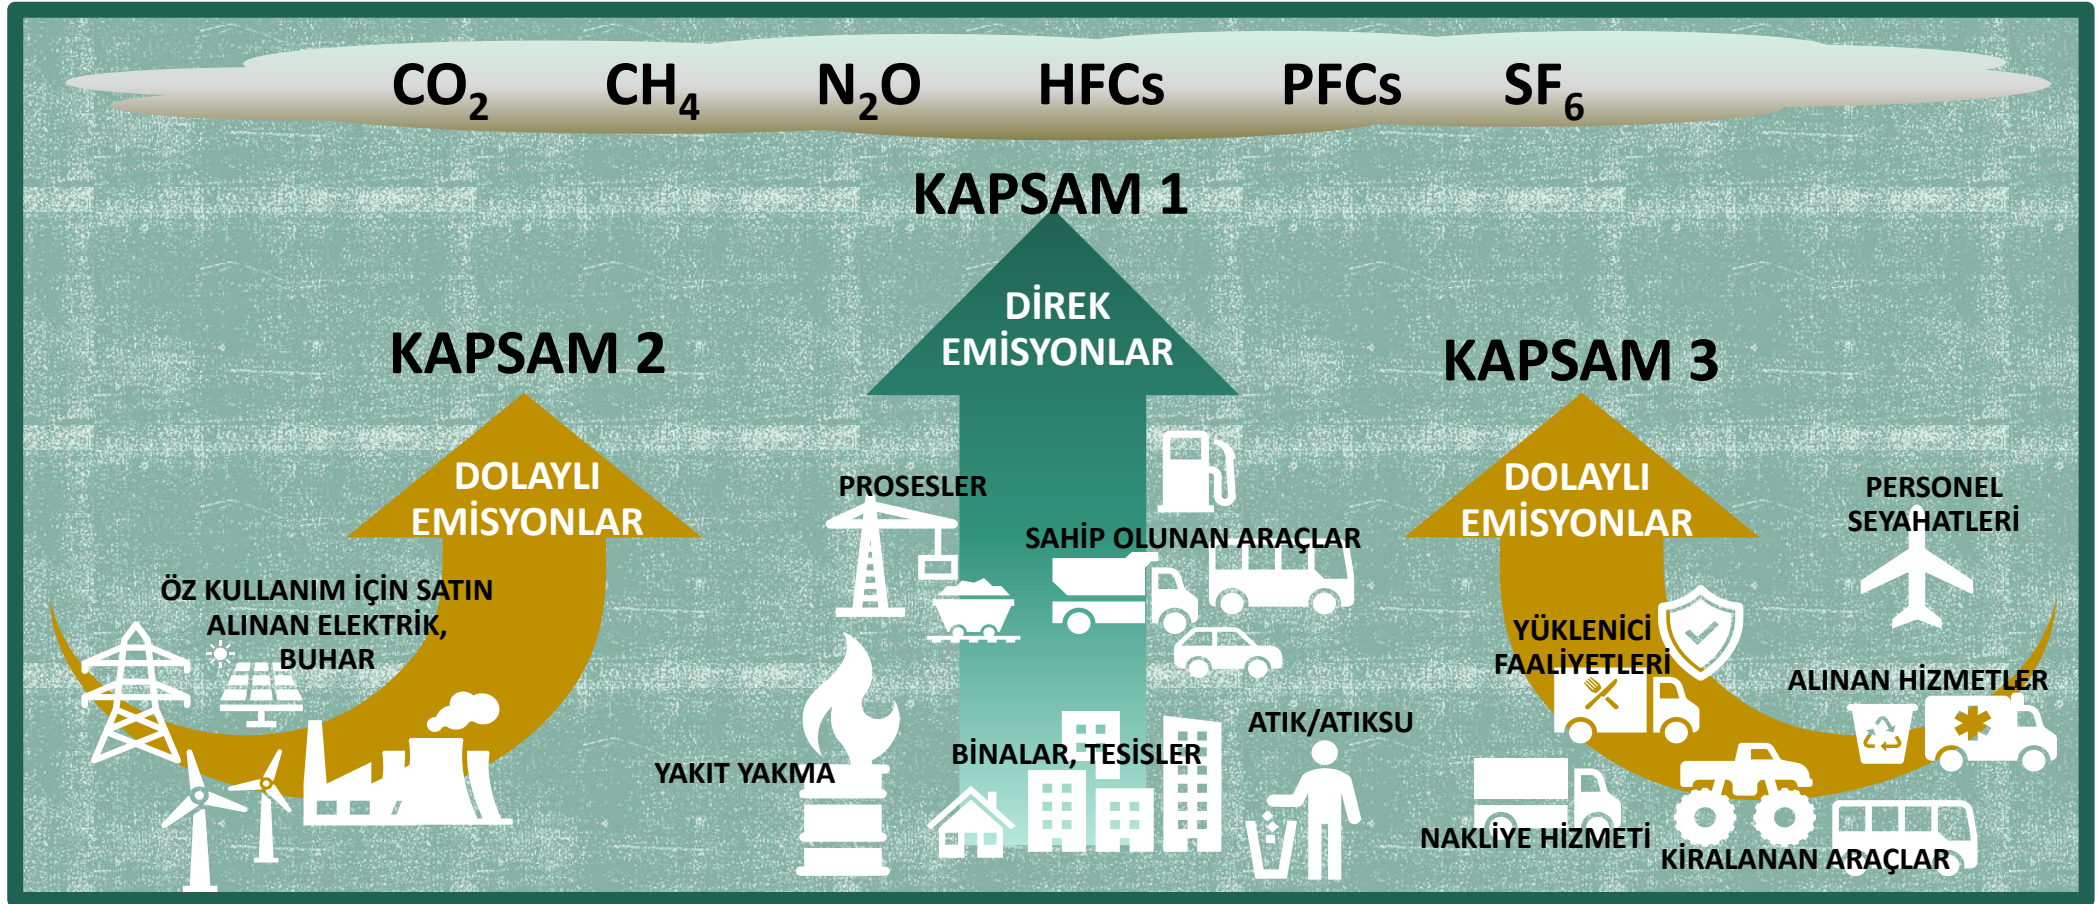 CO2 CH4 N2O HFCs PFCs SF6
KAPSAM 1
DİREK
EMİSYONLAR
KAPSAM 2
DOLAYLI
EMİSYONLAR
ÖZ KULLANIM İÇİN SATIN
ALINAN ELEKTRİK,
BUHAR
PROSESLER
SAHİP OLUNAN ARAÇLAR
YAKIT YAKMA
BİNALAR, TESİSLER
ATIK/ATIKSU
KAPSAM 3
DOLAYLI
EMİSYONLAR
PERSONEL
SEYAHATLERİ
YÜKLENİCİ
FAALİYETLERİ
ALINAN HİZMETLER
NAKLİYE HİZMETİ
KİRALANAN ARAÇLAR